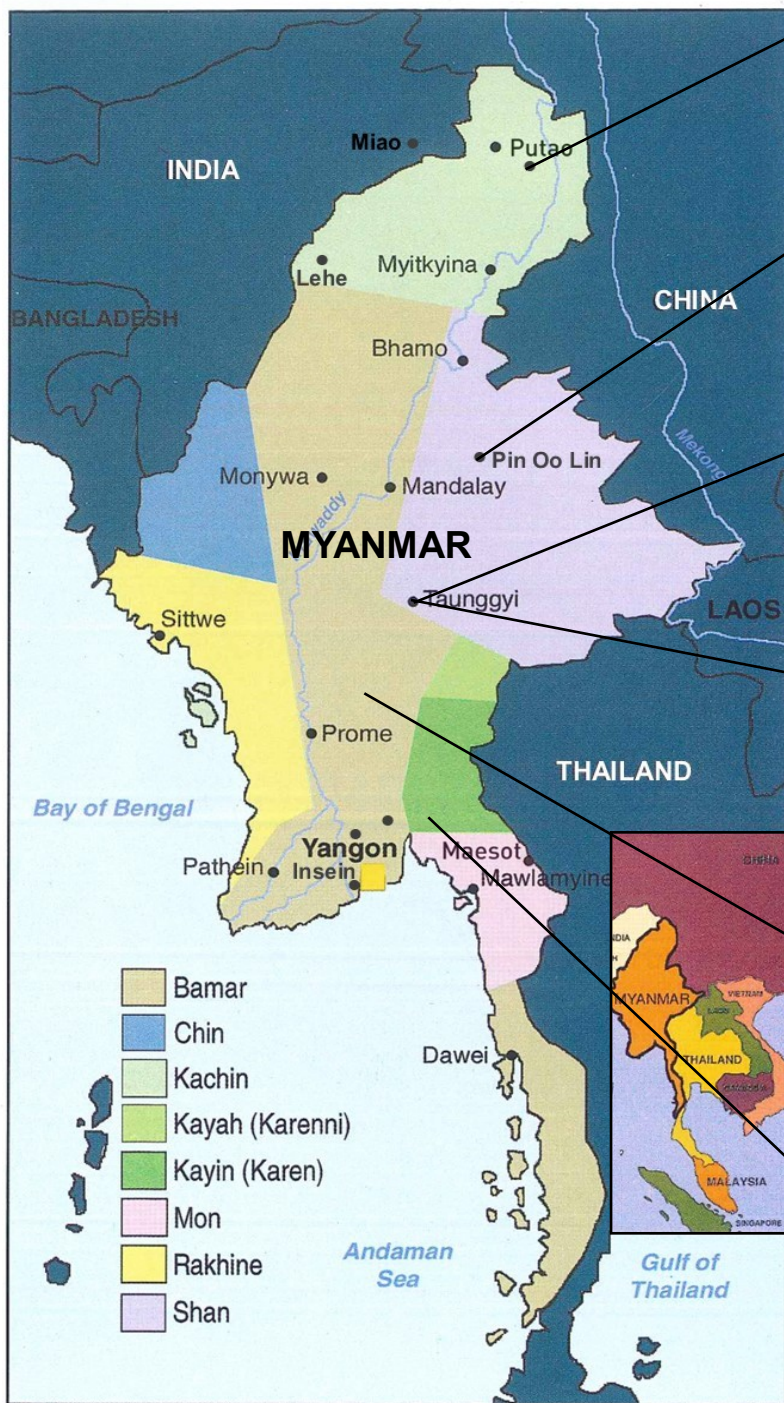 Miao
Putao
INDIA
Lehe
Myitkyina
CHINA
BANGLADESH
Bhamo
Pin Oo Lin
Mekong
Monywa
Mandalay
MYANMAR
Taunggyi
LAOS
Sittwe
Prome
THAILAND
Bay of Bengal
Yangon
Maesot
Pathein
Insein
Mawlamyine
CHINA
MYANMAR
VIETNAM
LAOS
THAILAND
MALAYSIA
SINGAPORE
Bamar
Chin
Kachin
Kayah (Karenni)
Kayin (Karen)
Mon
Rakhine
Shan
Dawei
Andaman
Sea
Gulf of
Thailand